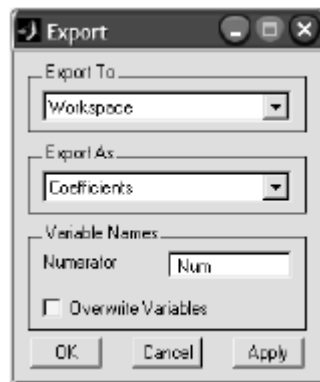 Export
Export To
Workspace
Export As
Coefficients
Variable Names
Numerator Num
Overwrite Variables
OK Cancel Apply